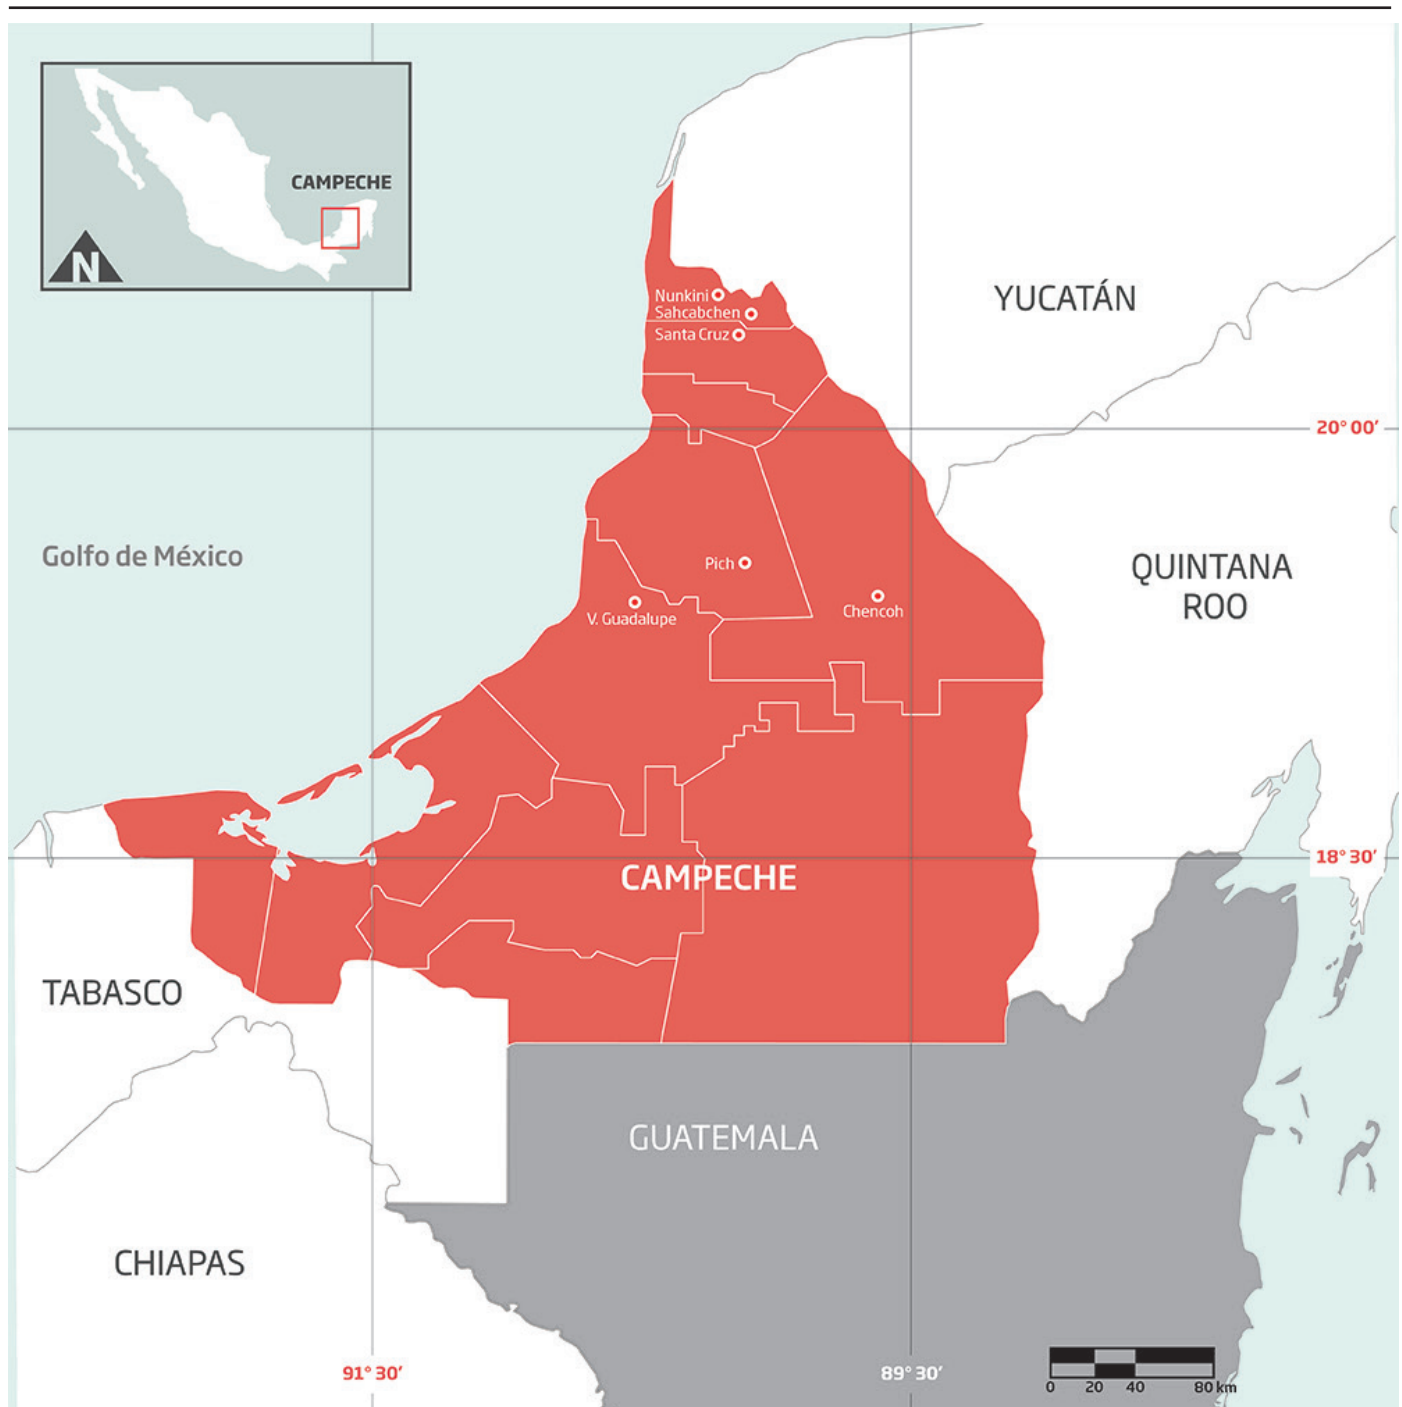 CAMPECHE
N
Nunkini
Sahcabchen
Santa Cruz
YUCATÁN
20° 00’
Golfo de México
Pich
Chencoh
V. Guadalupe
QUINTANA
ROO
18° 30’
CAMPECHE
TABASCO
GUATEMALA
CHIAPAS
91° 30’
89° 30’
0 20 40 80 km